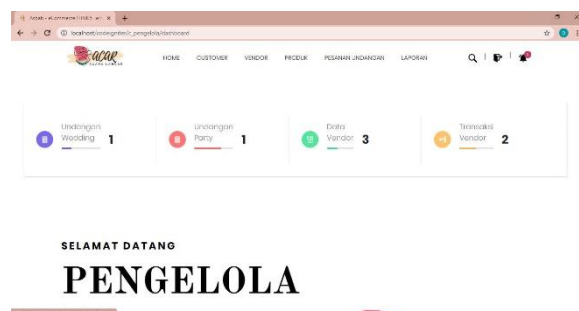 localhost/codeigniter/c_pengelola/dashboard
acar
HOME CUSTOMER VENDOR PRODUK PESANAN UNDANGAN LAPORAN
Undangan
Wedding 1
Undangan
Party 1
Data
Vendor 3
Transaksi
Vendor 2
SELAMAT DATANG
PENGELOLA